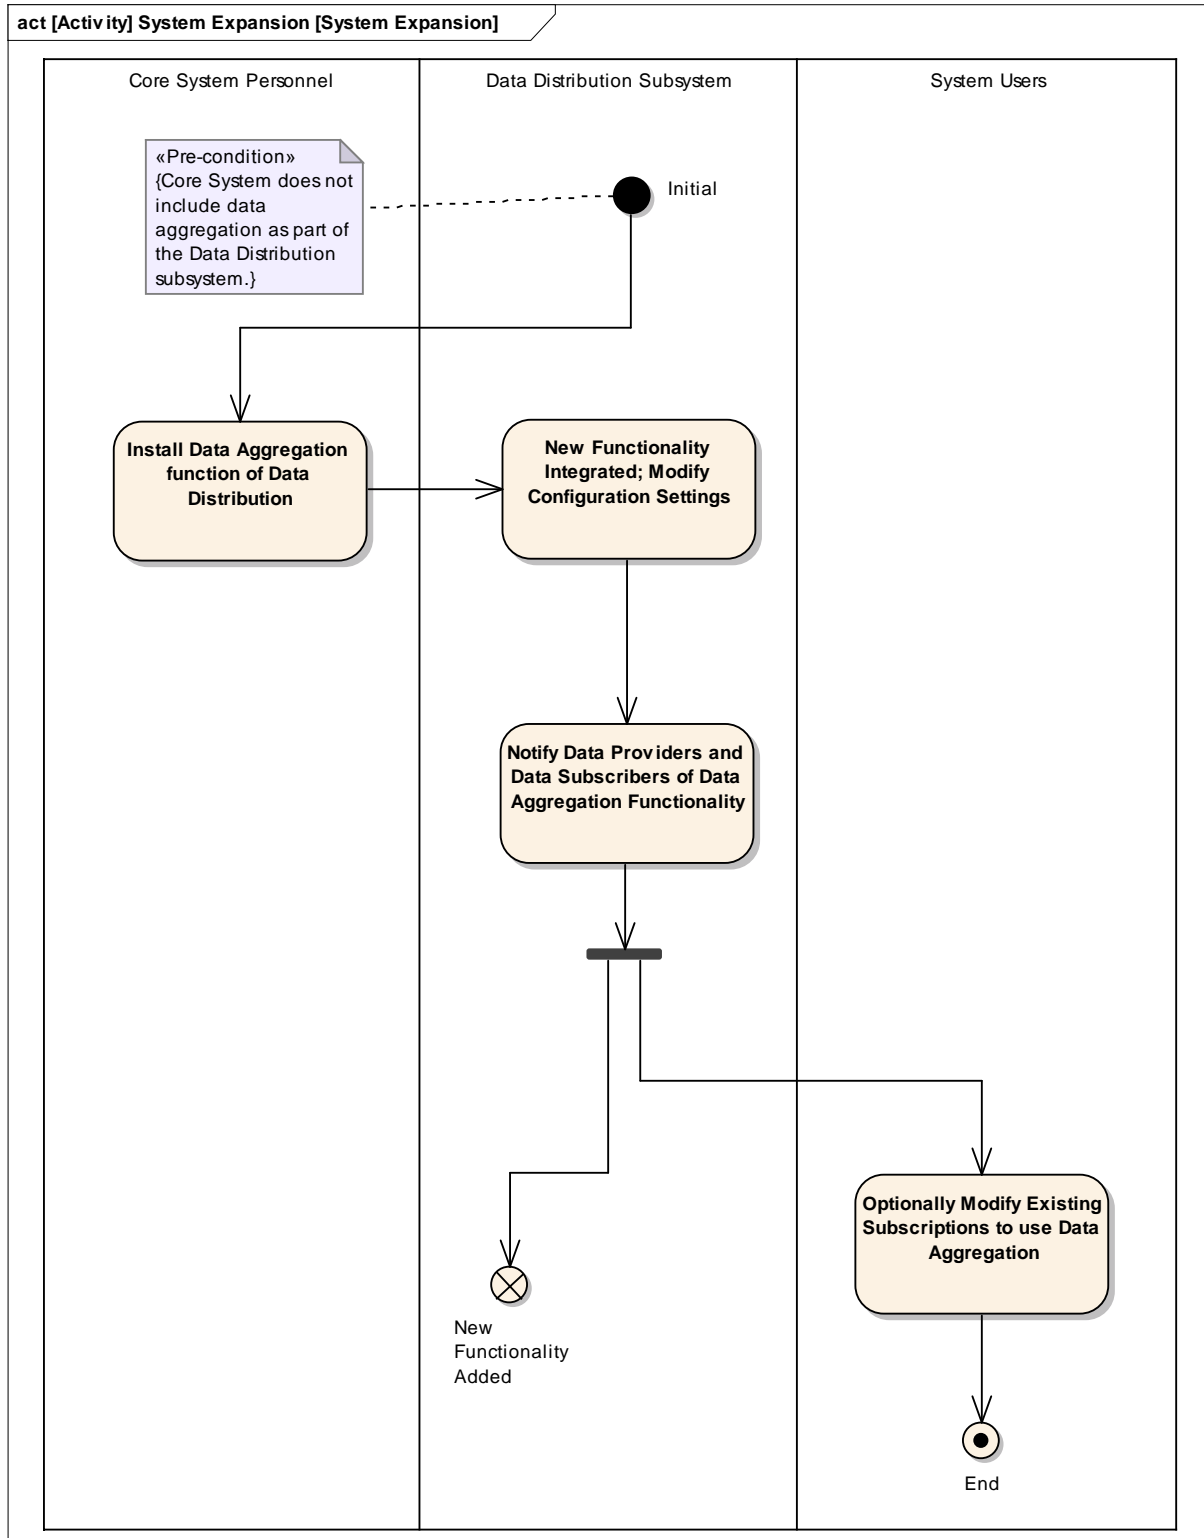 act [Activity] System Expansion [System Expansion]
Core System Personnel
Data Distribution Subsystem
System Users
«Pre-condition»
{Core System does not
include data
aggregation as part of
the Data Distribution
subsystem.}
Initial
Install Data Aggregation
function of Data
Distribution
New Functionality
Integrated; Modify
Configuration Settings
Notify Data Providers and
Data Subscribers of Data
Aggregation Functionality
Optionally Modify Existing
Subscriptions to use Data
Aggregation
New
Functionality
Added
End